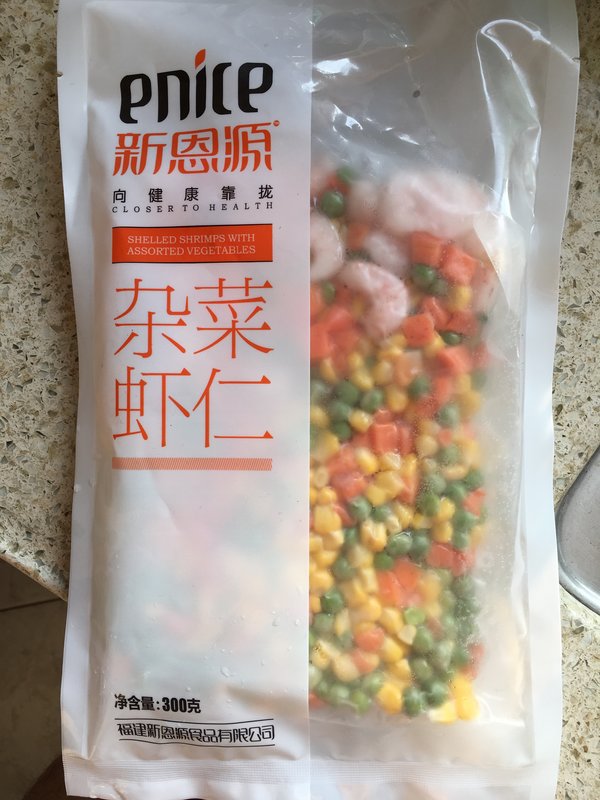 enice
新恩源
向健康靠拢
CLOSER TO HEALTH
SHELLED SHRIMPS WITH
ASSORTED VEGETABLES
杂菜
虾仁
净含量:300克
福建新恩源食品有限公司